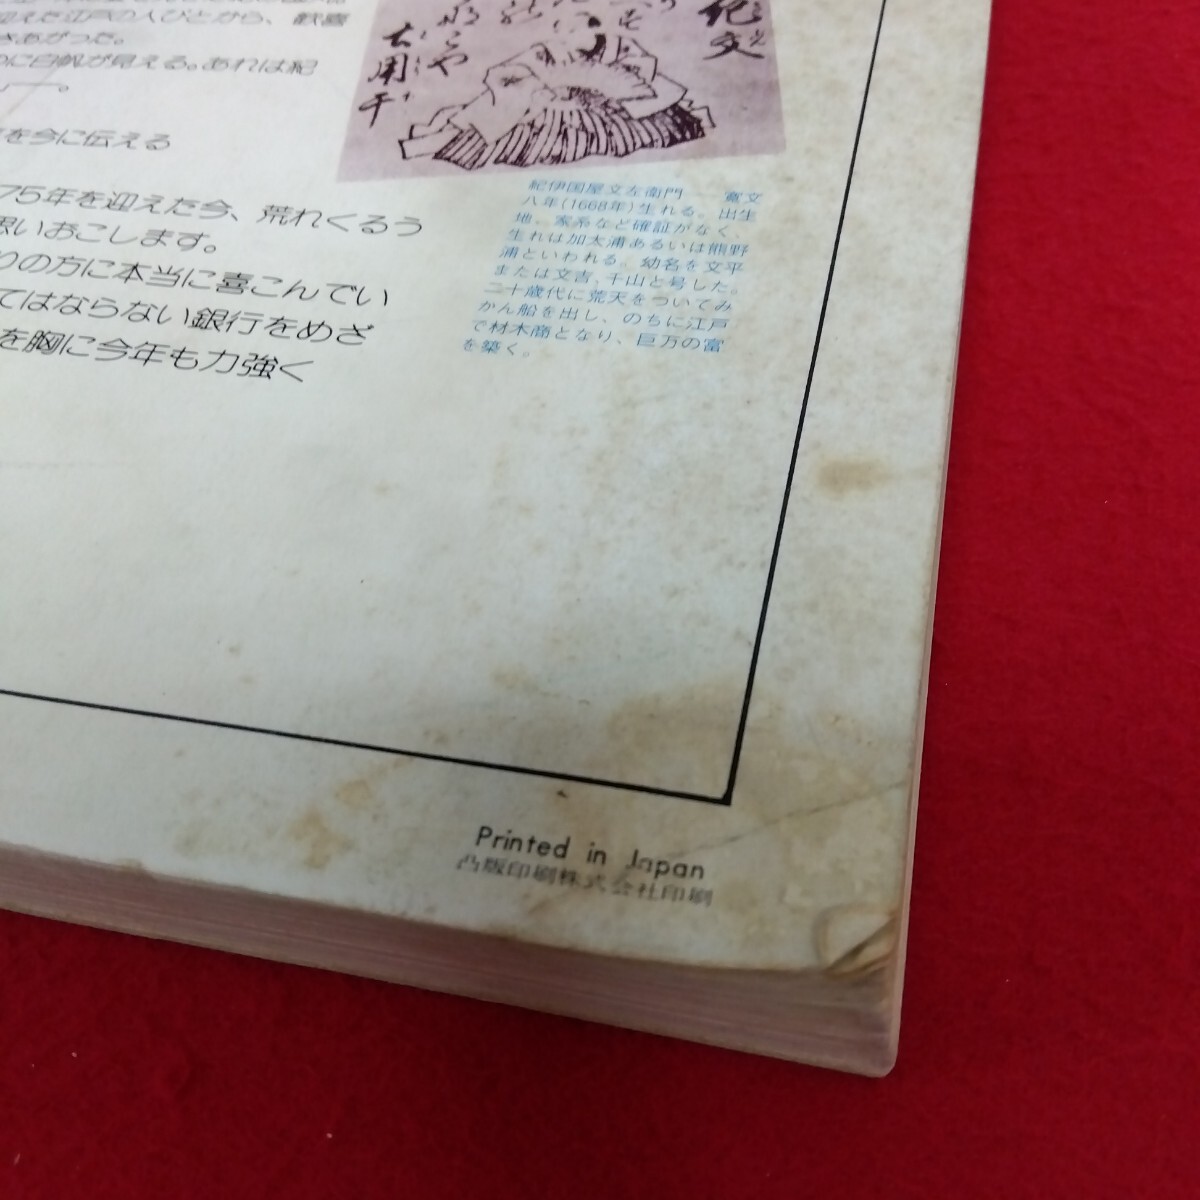 迎えた江戸の人びとから、歓喜
さあがった。
に白帆が見える。あれは紀
を今に伝える
75年を迎えた今、荒れくるう
思いおこします。
りの方に本当に喜こんでい
てはならない銀行をめざ
を胸に今年も力強く
紀文
大尽
紀伊国屋文左衛門　寛文
八年(1668年)生れる。出生
地、家系など確証がなく、
生れは加太浦あるいは熊野
浦といわれる。幼名を文平
または文吉、千山と号した。
二十歳代に荒天をついてみ
かん船を出し、のちに江戸
で材木商となり、巨万の富
を築く。
Printed in Japan
凸版印刷株式会社印刷